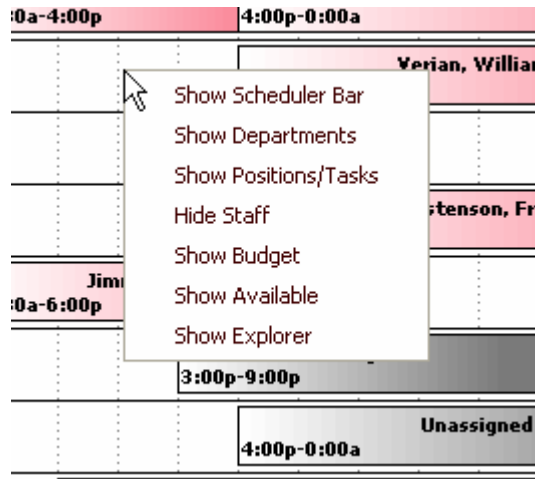 0a-4:00p
4:00p-0:00a
Verian, Willia
Show Scheduler Bar
Show Departments
Show Positions/Tasks
Hide Staff
stenson, Fr
Show Budget
Jim
Show Available
0a-6:00p
Show Explorer
3:00p-9:00p
Unassigned
4:00p-0:00a